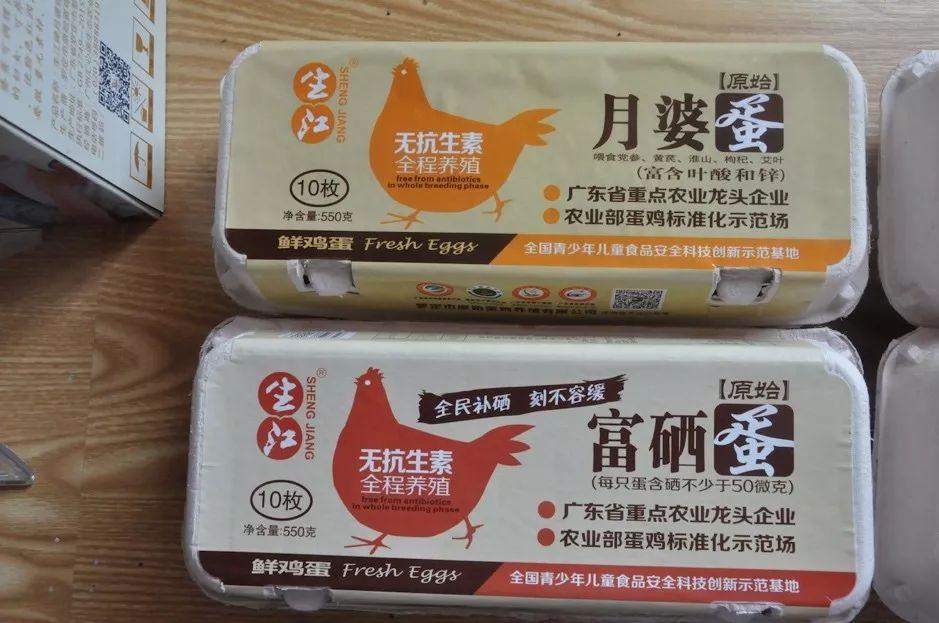 生江
®
SHENG JIANG
无抗生素
全程养殖
free from antibiotics
in whole breeding phase
10枚
净含量:550克
【原始】
月婆蛋
喂食党参、黄芪、淮山、枸杞、艾叶
(富含叶酸和锌)
广东省重点农业龙头企业
农业部蛋鸡标准化示范场
鲜鸡蛋 Fresh Eggs
全国青少年儿童食品安全科技创新示范基地
生江
®
SHENG JIANG
全民补硒 刻不容缓
无抗生素
全程养殖
free from antibiotics
in whole breeding phase
10枚
净含量:550克
【原始】
富硒蛋
(每只蛋含硒不少于50微克)
广东省重点农业龙头企业
农业部蛋鸡标准化示范场
鲜鸡蛋 Fresh Eggs
全国青少年儿童食品安全科技创新示范基地